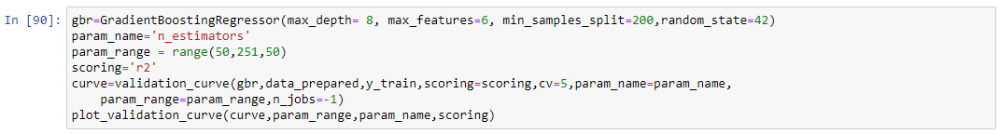 In [90]: gbr=GradientBoostingRegressor(max_depth= 8, max_features=6, min_samples_split=200,random_state=42)
param_name='n_estimators'
param_range = range(50,251,50)
scoring='r2'
curve=validation_curve(gbr,data_prepared,y_train,scoring=scoring,cv=5,param_name=param_name,
    param_range=param_range,n_jobs=-1)
plot_validation_curve(curve,param_range,param_name,scoring)